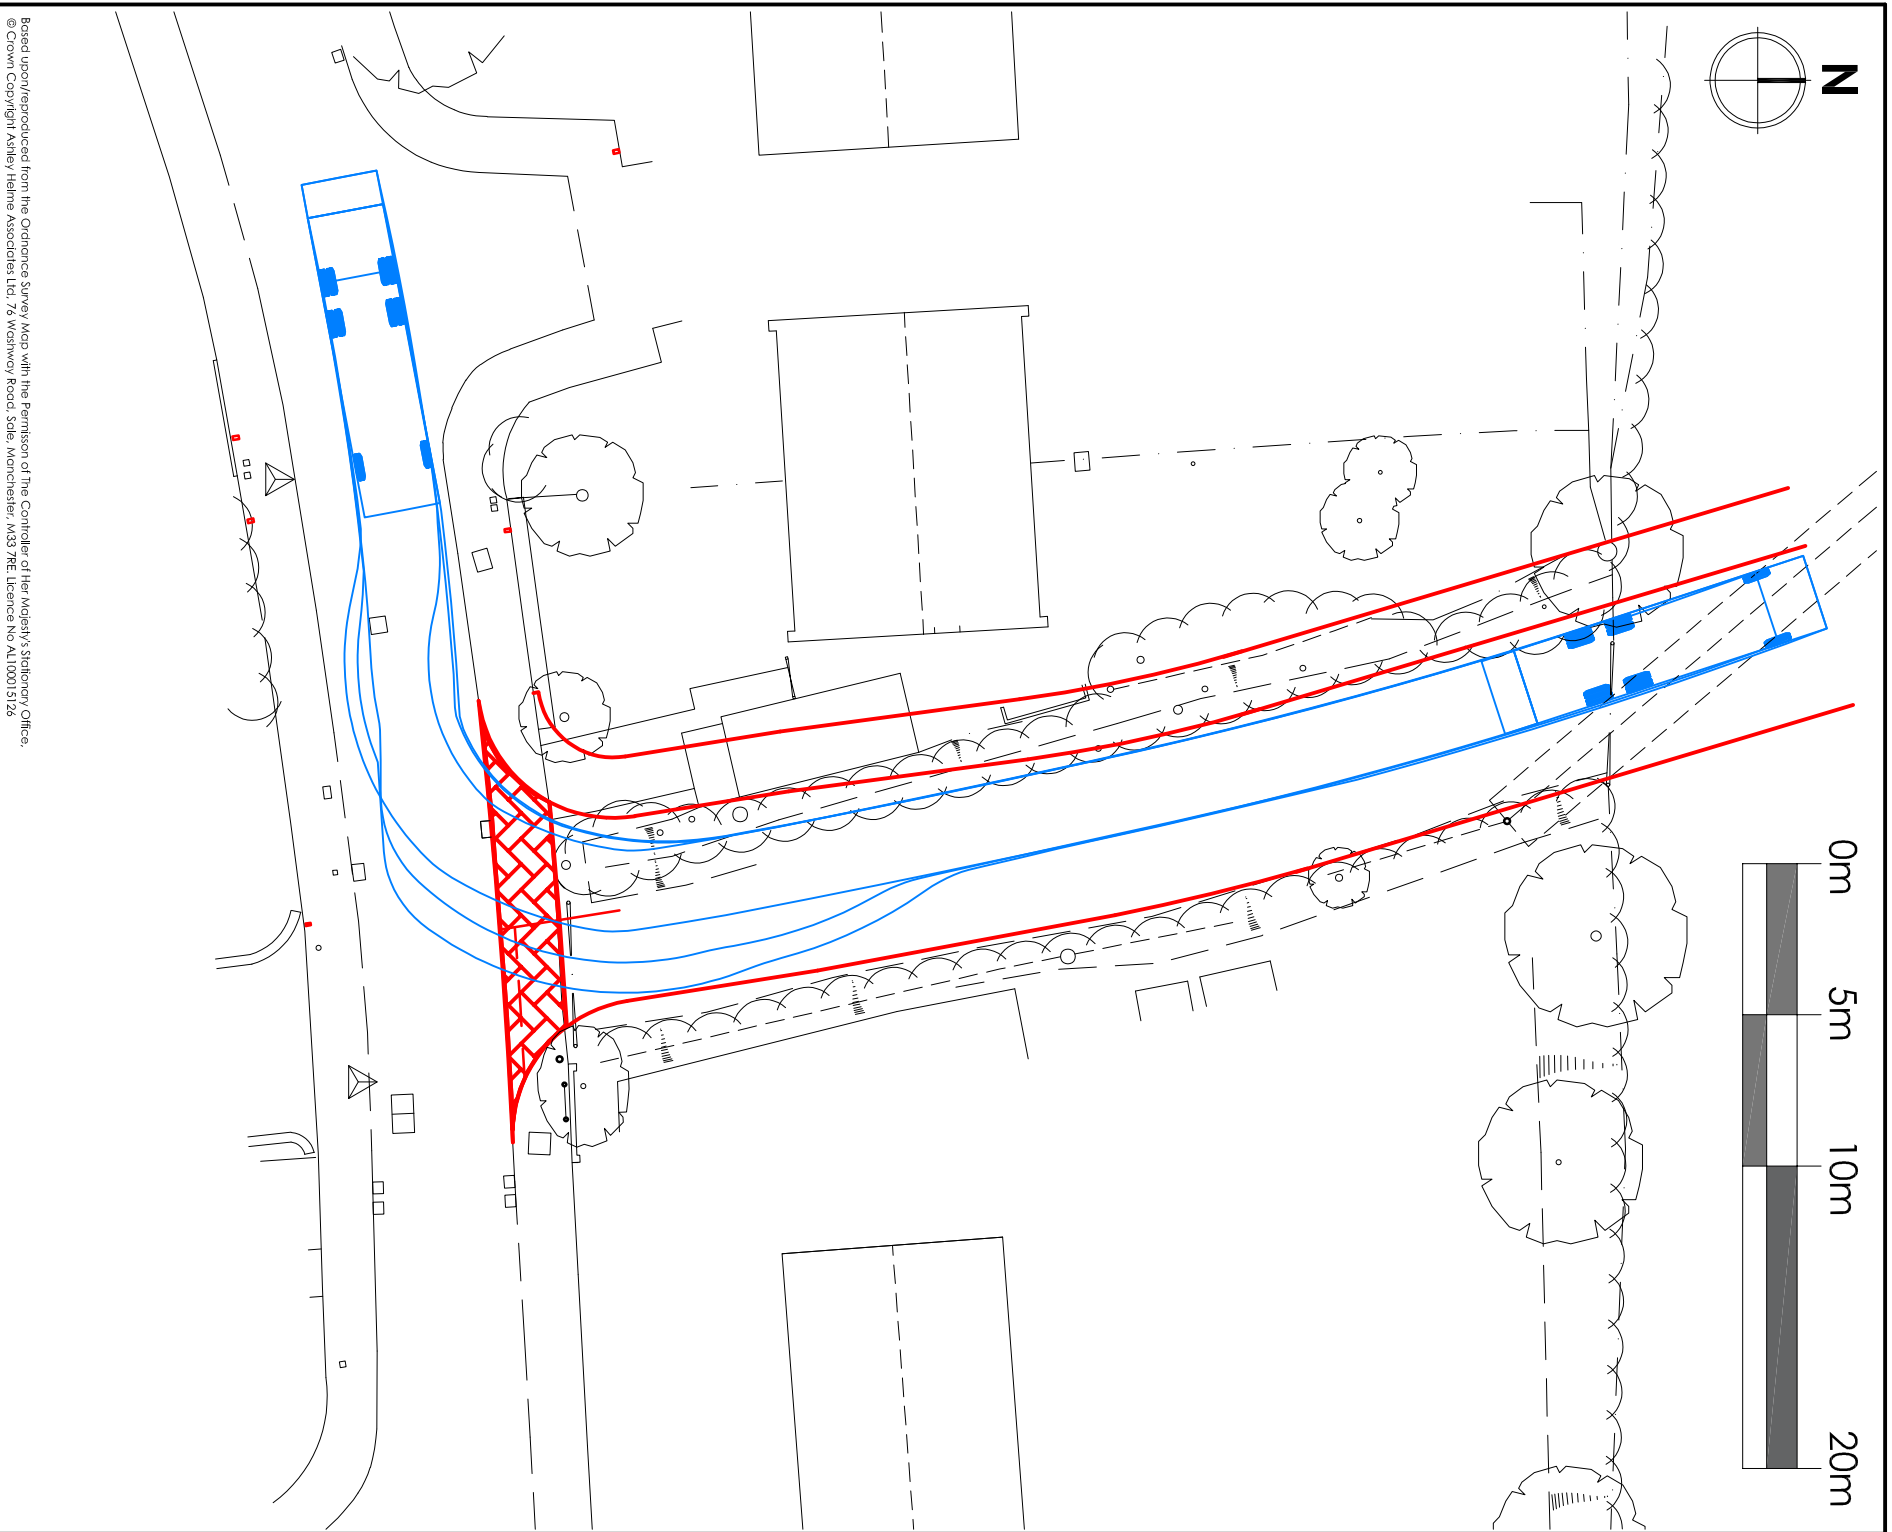 N
0m
5m
10m
20m
Based upon/reproduced from the Ordnance Survey Map with the Permisson of The Controller of Her Majesty's Stationary Office,
© Crown Copyright Ashley Helme Associates Ltd, 76 Washway Road, Sale, Manchester, M33 7RE. Licence No AL100015126